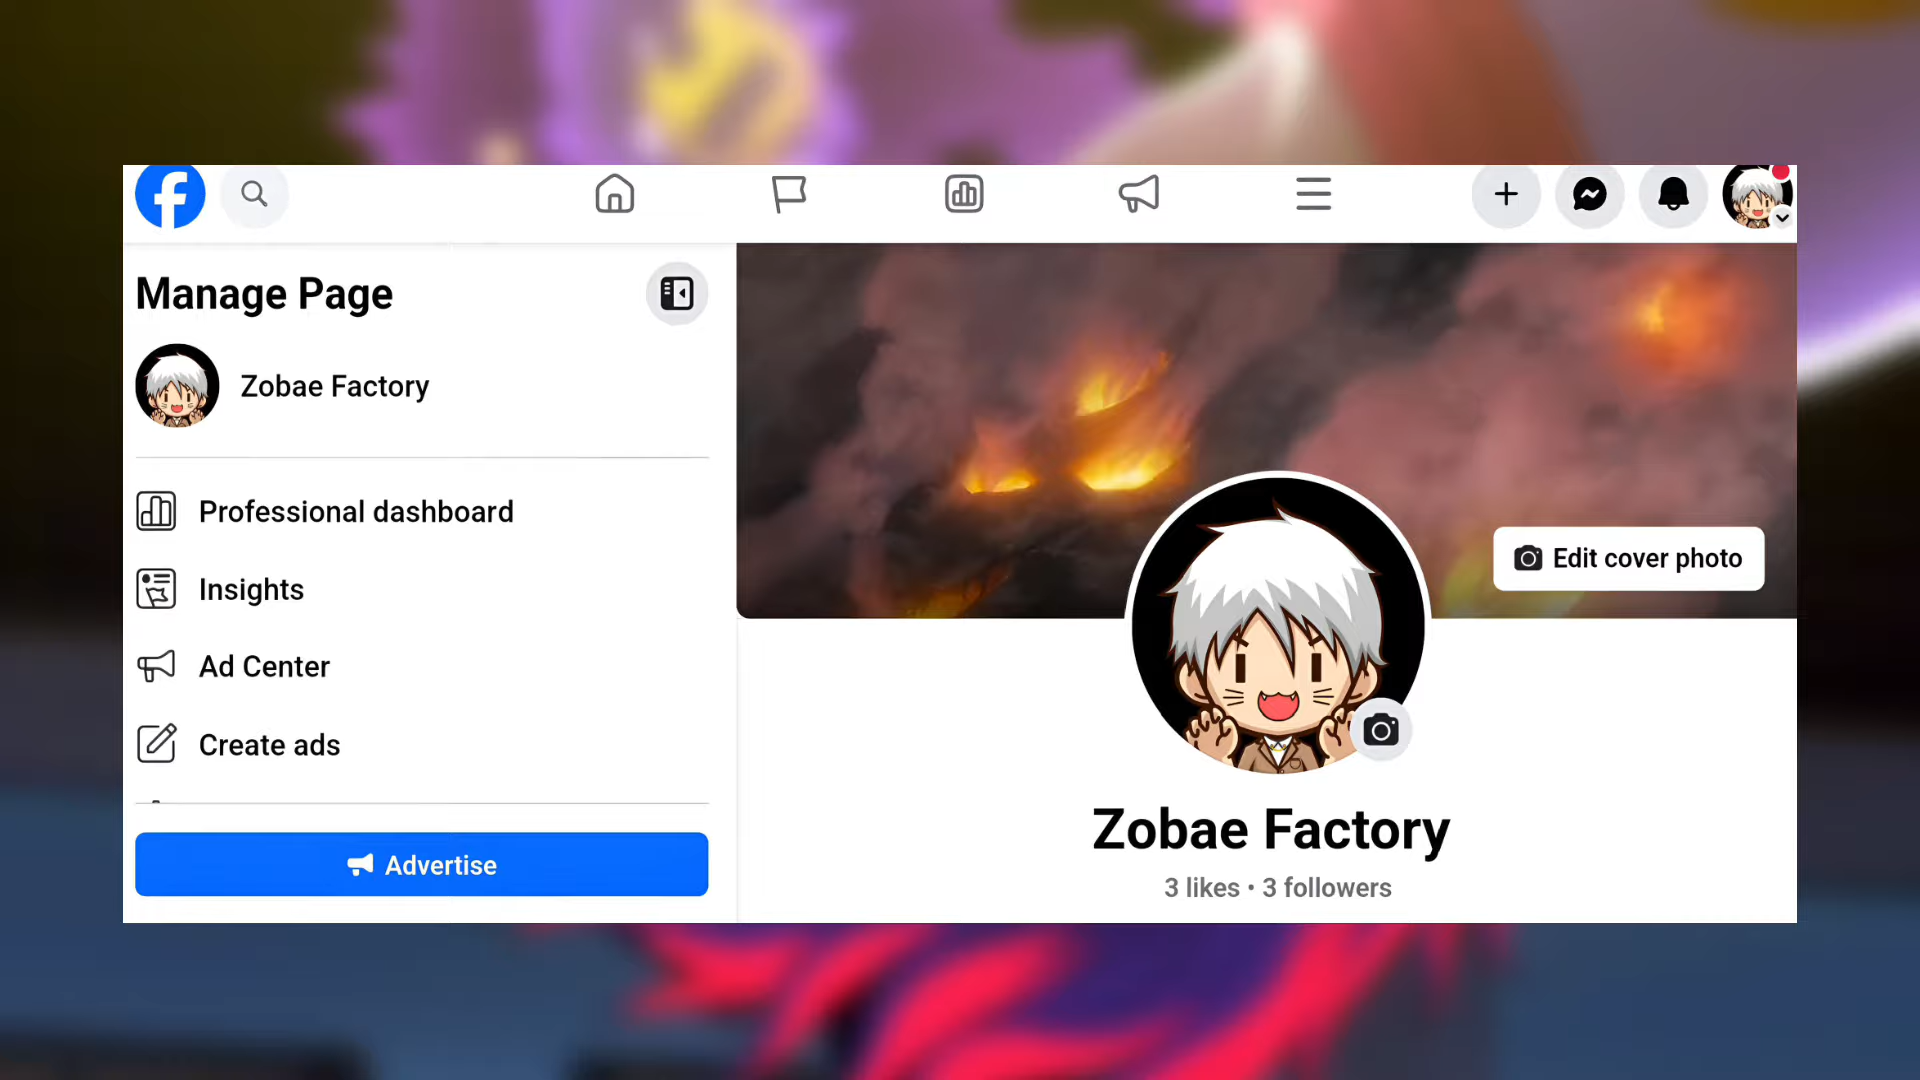 Manage Page
Zobae Factory
Professional dashboard
Insights
Ad Center
Create ads
Advertise
Edit cover photo
Zobae Factory
3 likes • 3 followers